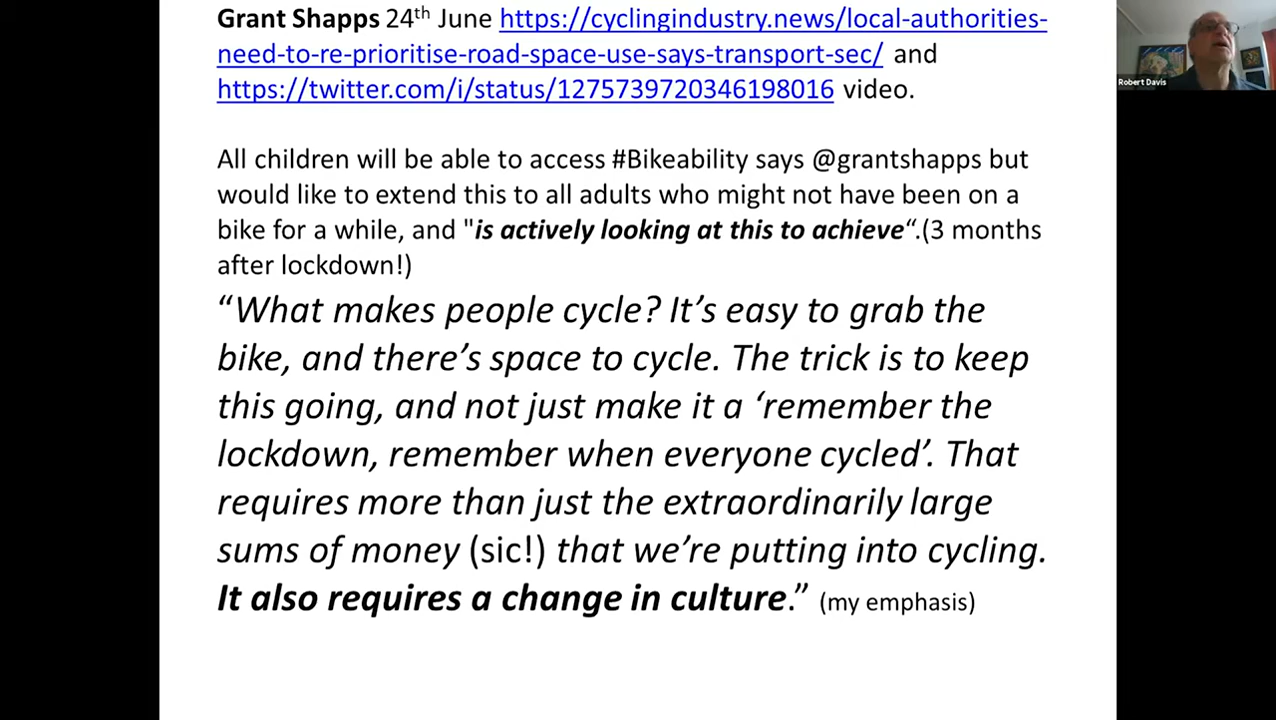 Grant Shapps 24th June https://cyclingindustry.news/local-authorities-
need-to-re-prioritise-road-space-use-says-transport-sec/ and
https://twitter.com/i/status/1275739720346198016 video.
All children will be able to access #Bikeability says @grantshapps but
would like to extend this to all adults who might not have been on a
bike for a while, and "is actively looking at this to achieve“.(3 months
after lockdown!)
“What makes people cycle? It’s easy to grab the
bike, and there’s space to cycle. The trick is to keep
this going, and not just make it a ‘remember the
lockdown, remember when everyone cycled’. That
requires more than just the extraordinarily large
sums of money (sic!) that we’re putting into cycling.
It also requires a change in culture.” (my emphasis)
Robert Davis